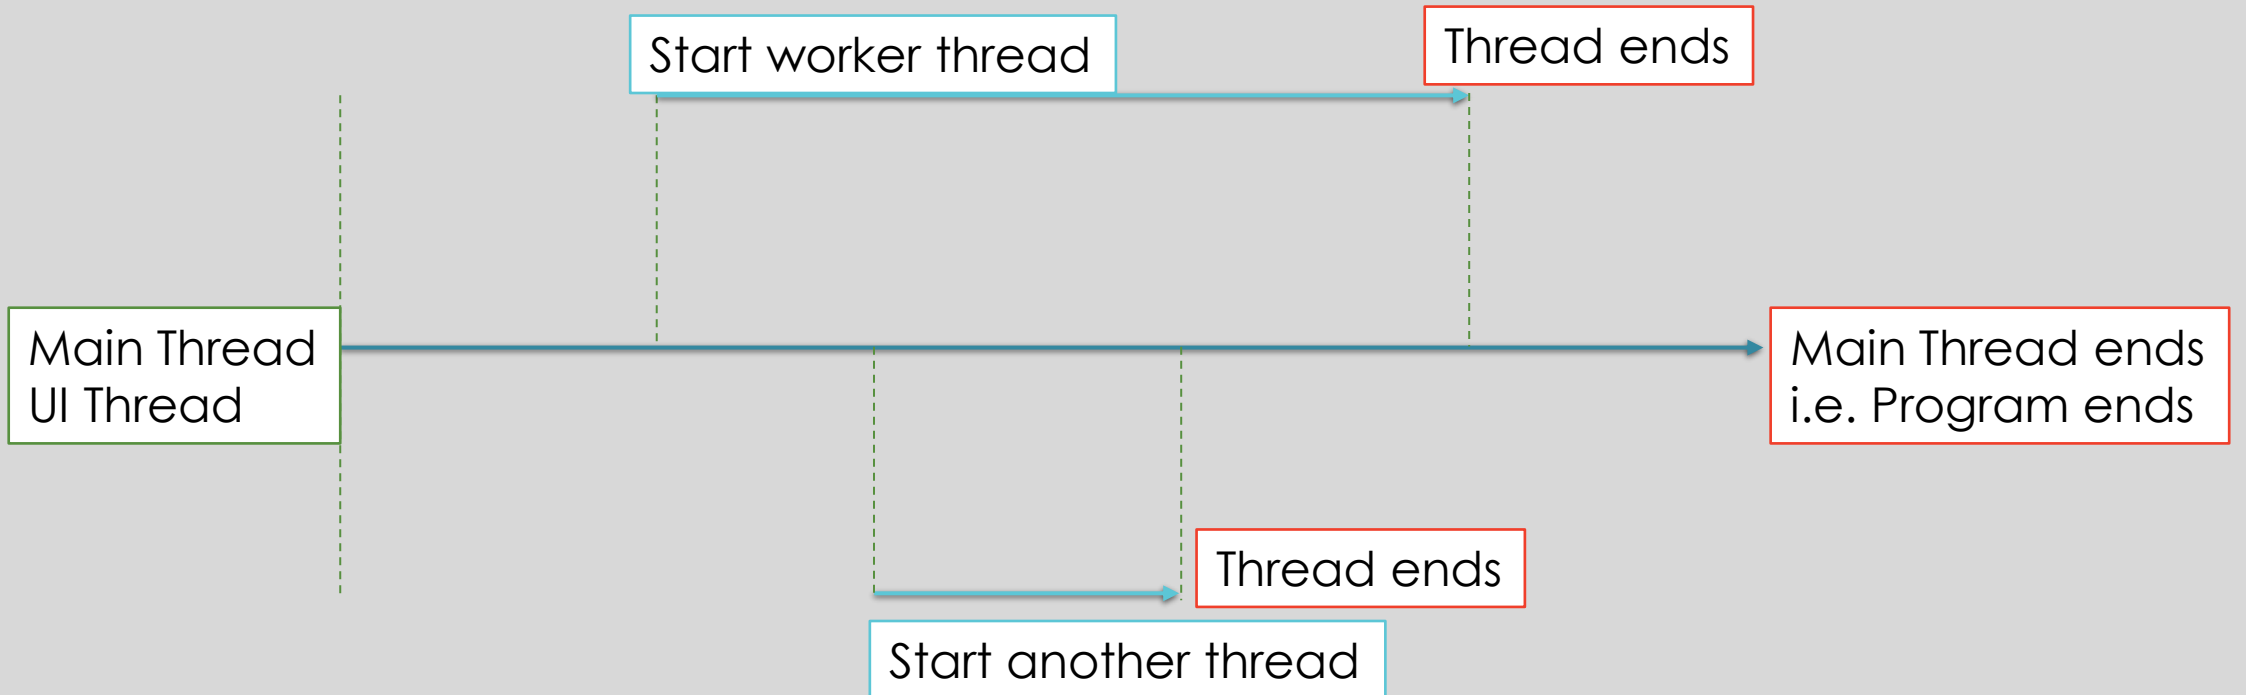 Start worker thread
Thread ends
Main Thread
UI Thread
Main Thread ends
i.e. Program ends
Thread ends
Start another thread